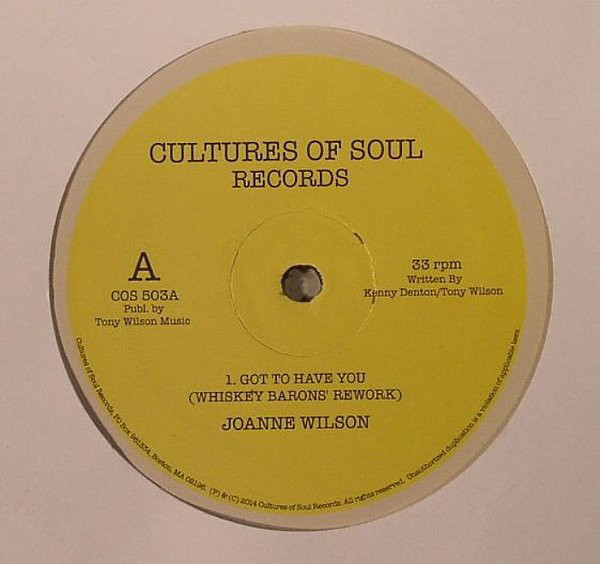 CULTURES OF SOUL
RECORDS
A
COS 503A
Publ. by
Tony Wilson Music
33 rpm
Written By
Kenny Denton/Tony Wilson
1. GOT TO HAVE YOU
(WHISKEY BARONS' REWORK)
JOANNE WILSON
Cultures of Soul Records, PO Box 961534, Boston, MA 02196. (P) & (C) 2014 Cultures of Soul Records. All rights reserved. Unauthorized duplication is a violation of applicable laws.